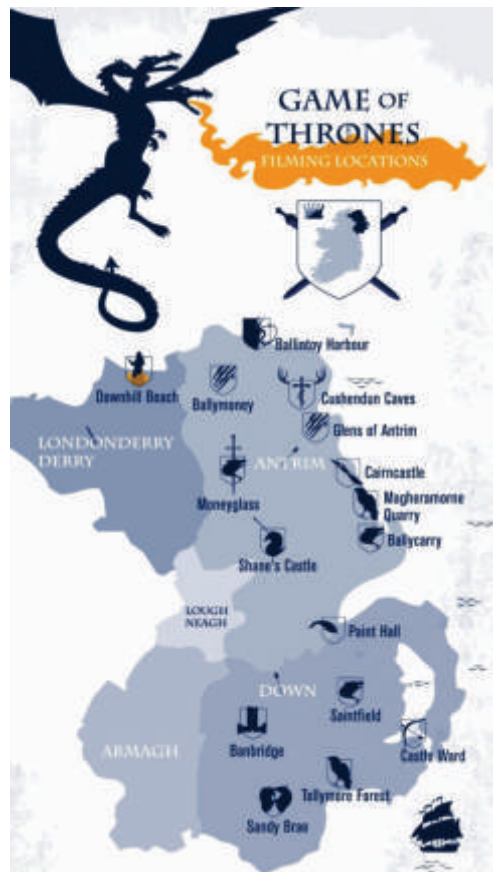 GAME OF
THRONES
FILMING LOCATIONS
Ballintoy Harbour
Downhill Beach
Ballymoney
Cushendun Caves
Glens of Antrim
LONDONDERRY
DERRY
ANTRIM
Cairncastle
Moneyglass
Magheramorne
Quarry
Ballycarry
Shane's Castle
LOUGH
NEAGH
Paint Hall
DOWN
Saintfield
Banbridge
Castle Ward
ARMAGH
Tollymore Forest
Sandy Brae